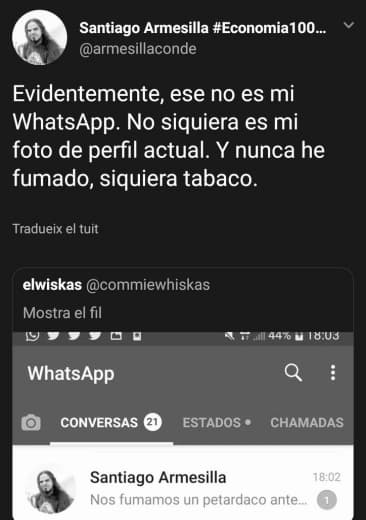 Santiago Armesilla #Economia100...
@armesillaconde
Evidentemente, ese no es mi
WhatsApp. No siquiera es mi
foto de perfil actual. Y nunca he
fumado, siquiera tabaco.
Tradueix el tuit
elwiskas @commiewhiskas
Mostra el fil
44% 18:03
WhatsApp
CONVERSAS 21 ESTADOS • CHAMADAS
Santiago Armesilla 18:02
Nos fumamos un petardaco ante... 1